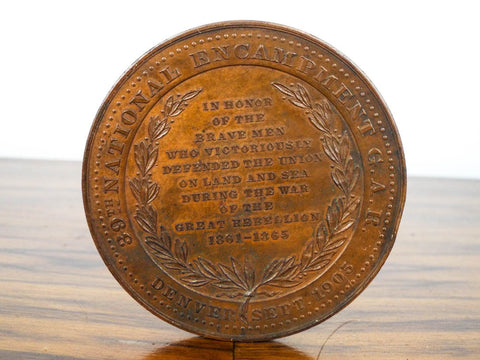 39TH NATIONAL ENCAMPMENT G.A.R.
IN HONOR
OF THE
BRAVE MEN
WHO VICTORIOUSLY
DEFENDED THE UNION
ON LAND AND SEA
DURING THE WAR
OF THE
GREAT REBELLION
1861-1865
DENVER SEPT. 1905